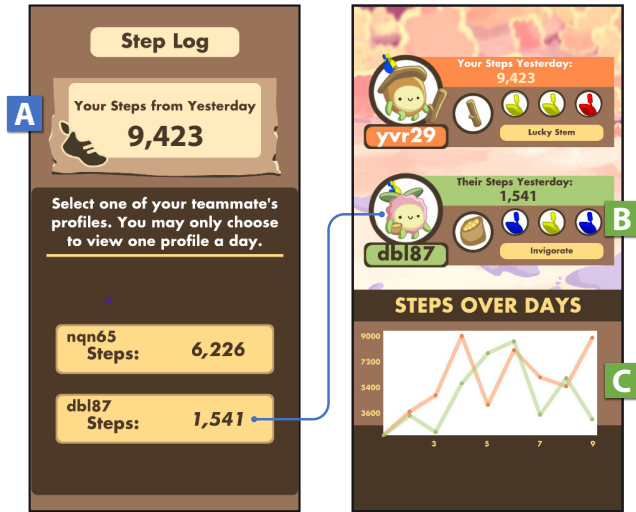 Step Log
A
Your Steps from Yesterday
9,423
Select one of your teammate's
profiles. You may only choose
to view one profile a day.
nqn65
Steps: 6,226
dbl87
Steps: 1,541
Your Steps Yesterday:
9,423
yvr29
Lucky Stem
Their Steps Yesterday:
1,541
B
dbl87
Invigorate
STEPS OVER DAYS
9000
7200
5400
3600
C
3 5 7 9